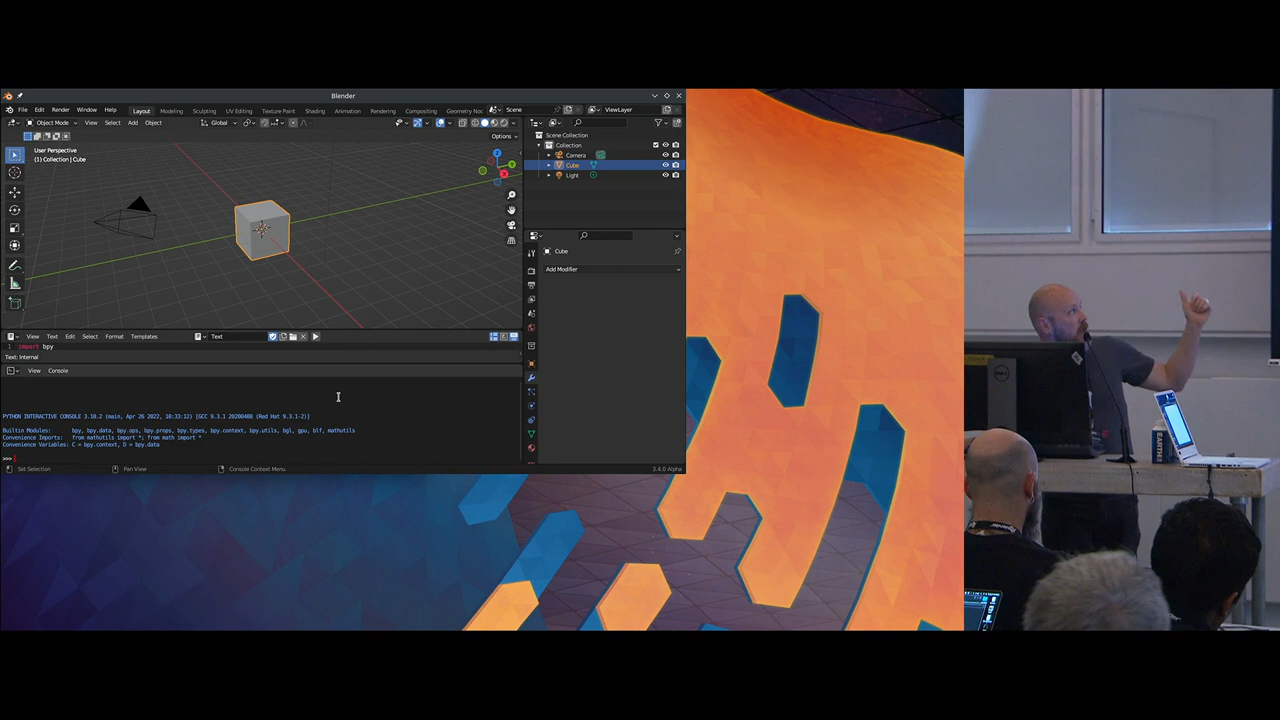 Blender
File Edit Render Window Help Layout Modeling Sculpting UV Editing Texture Paint Shading Animation Rendering Compositing Geometry Noc Scene ViewLayer
Object Mode View Select Add Object Global
Options
User Perspective
(1) Collection | Cube
Scene Collection
Collection
Camera
Cube
Light
Cube
Add Modifier
View Text Edit Select Format Templates Text
1 import bpy
Text: Internal
View Console
PYTHON INTERACTIVE CONSOLE 3.10.2 (main, Apr 26 2022, 10:33:12) [GCC 9.3.1 20200408 (Red Hat 9.3.1-2)]
Builtin Modules: bpy, bpy.data, bpy.ops, bpy.props, bpy.types, bpy.context, bpy.utils, bgl, gpu, blf, mathutils
Convenience Imports: from mathutils import *; from math import *
Convenience Variables: C = bpy.context, D = bpy.data
>>>
Set Selection Pan View Console Context Menu 3.4.0 Alpha
DELL
EARTH